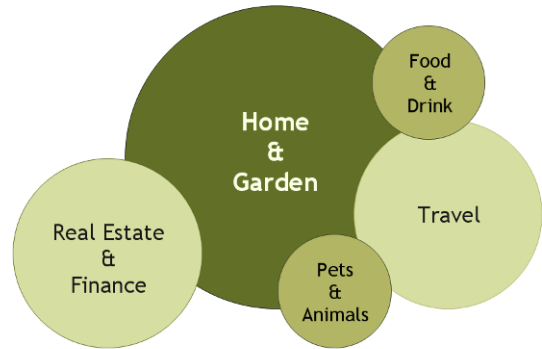 Food
&
Drink
Home
&
Garden
Travel
Real Estate
&
Finance
Pets
&
Animals